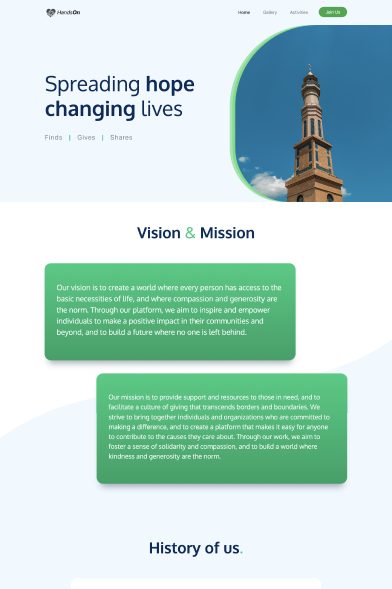 HandsOn
Home Gallery Activities Join Us
Spreading hope
changing lives
Finds | Gives | Shares
Vision & Mission
Our vision is to create a world where every person has access to the
basic necessities of life, and where compassion and generosity are
the norm. Through our platform, we aim to inspire and empower
individuals to make a positive impact in their communities and
beyond, and to build a future where no one is left behind.
Our mission is to provide support and resources to those in need, and to
facilitate a culture of giving that transcends borders and boundaries. We
strive to bring together individuals and organizations who are committed to
making a difference, and to create a platform that makes it easy for anyone
to contribute to the causes they care about. Through our work, we aim to
foster a sense of solidarity and compassion, and to build a world where
kindness and generosity are the norm.
History of us.